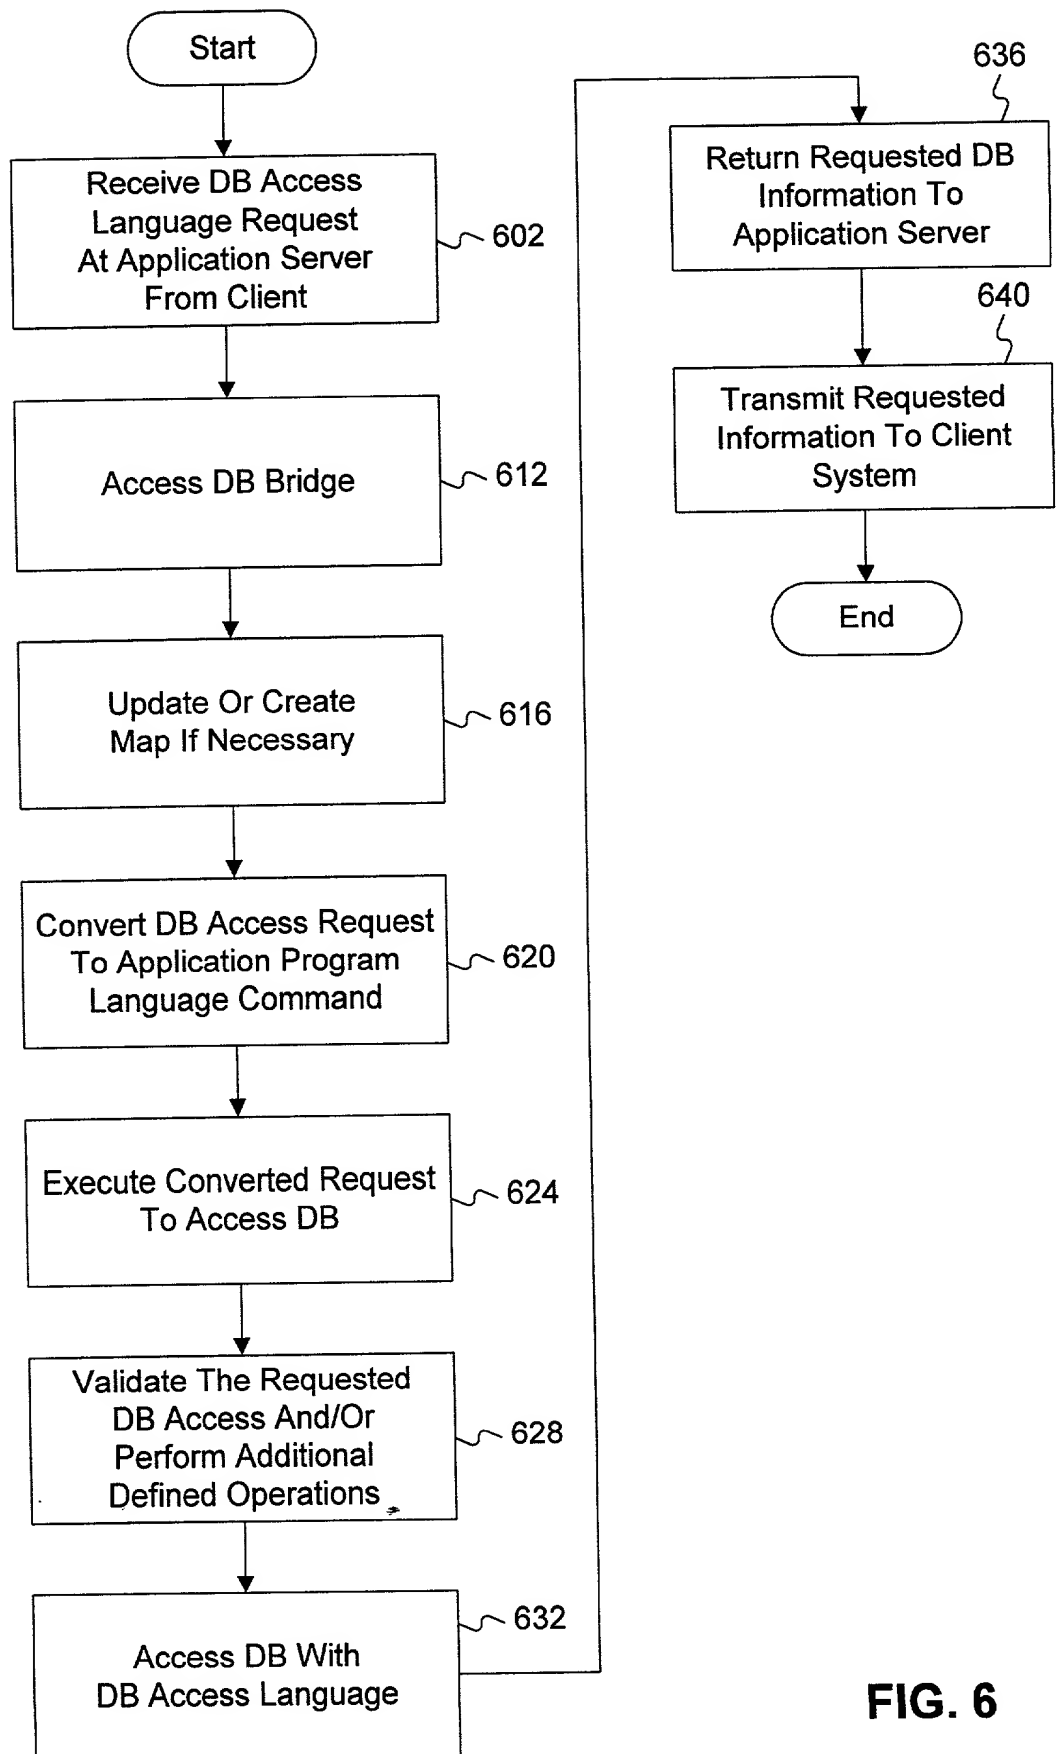 Start
Receive DB Access
Language Request
At Application Server
From Client
602
Access DB Bridge
612
Update Or Create
Map If Necessary
616
Convert DB Access Request
To Application Program
Language Command
620
Execute Converted Request
To Access DB
624
Validate The Requested
DB Access And/Or
Perform Additional
Defined Operations
628
Access DB With
DB Access Language
632
636
Return Requested DB
Information To
Application Server
640
Transmit Requested
Information To Client
System
End
FIG. 6